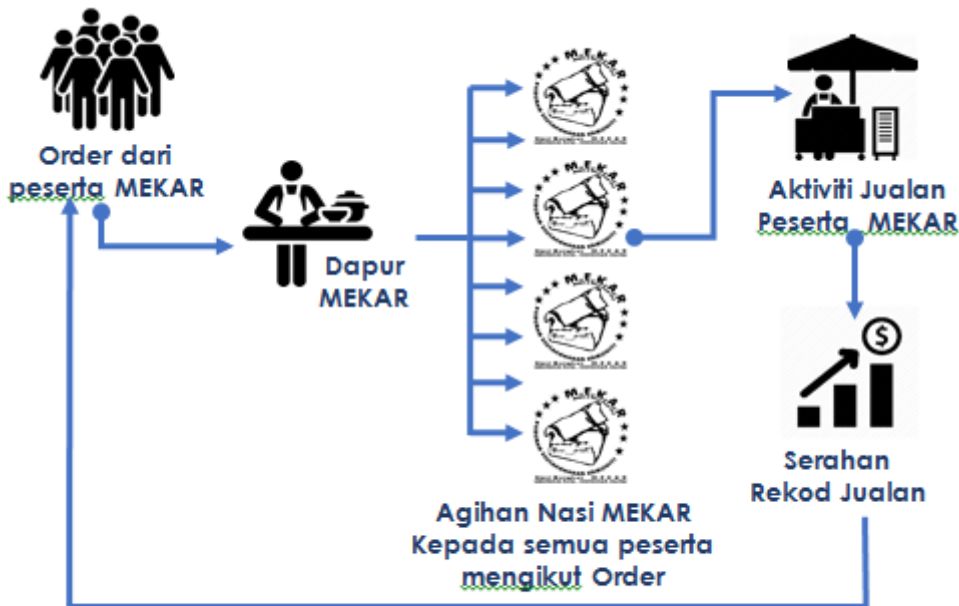 Order dari
peserta MEKAR
Dapur
MEKAR
M.E.K.A.R
M.E.K.A.R
M.E.K.A.R
M.E.K.A.R
Agihan Nasi MEKAR
Kepada semua peserta
mengikut Order
Aktiviti Jualan
Peserta MEKAR
$
Serahan
Rekod Jualan